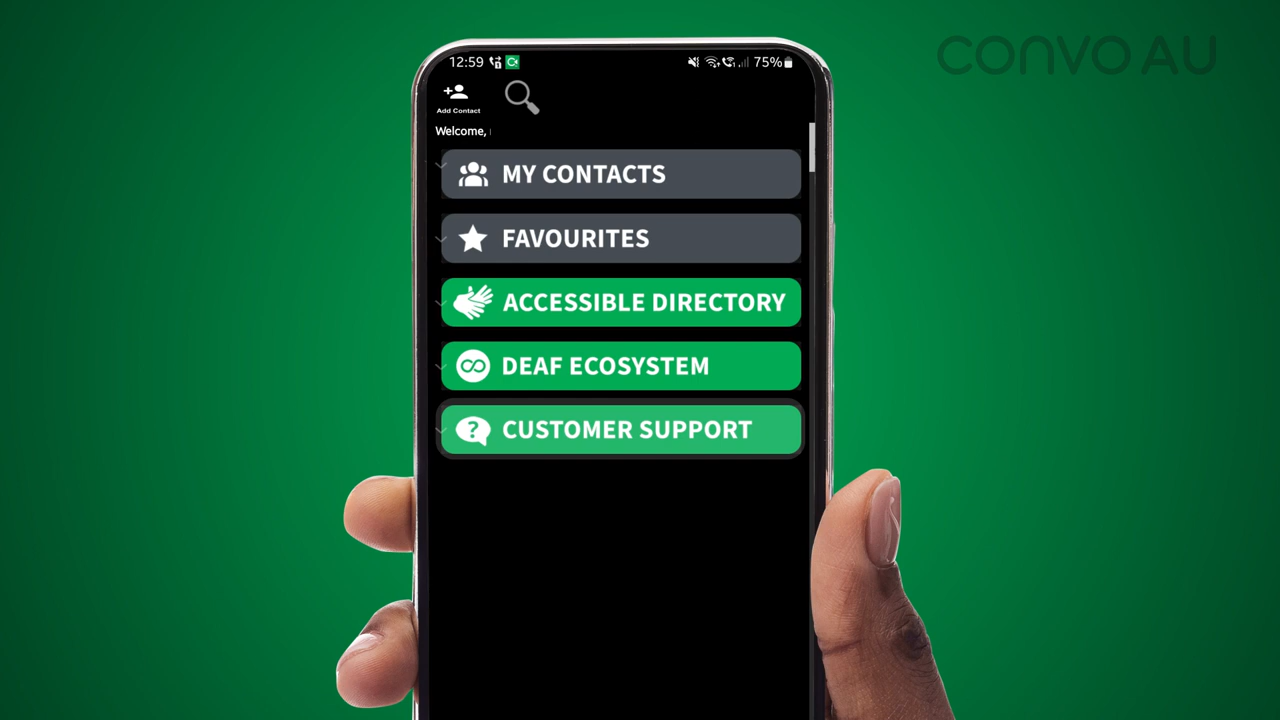 CONVO AU
12:59
75%
Add Contact
Welcome,
MY CONTACTS
FAVOURITES
ACCESSIBLE DIRECTORY
DEAF ECOSYSTEM
CUSTOMER SUPPORT